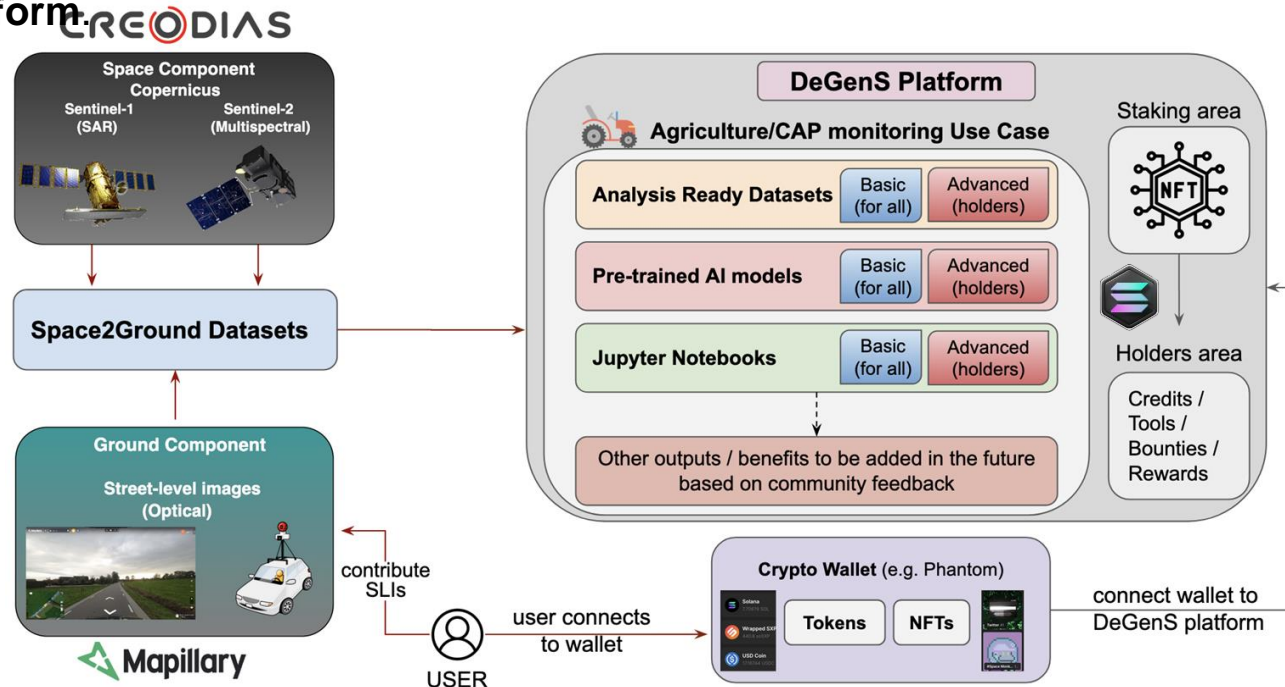 form.
CREODIAS
Space Component
Copernicus
Sentinel-1
(SAR)
Sentinel-2
(Multispectral)
Space2Ground Datasets
Ground Component
Street-level images
(Optical)
Mapillary
contribute
SLIs
USER
user connects
to wallet
DeGenS Platform
Agriculture/CAP monitoring Use Case
Analysis Ready Datasets
Basic
(for all)
Advanced
(holders)
Pre-trained AI models
Basic
(for all)
Advanced
(holders)
Jupyter Notebooks
Basic
(for all)
Advanced
(holders)
Other outputs / benefits to be added in the future
based on community feedback
Staking area
NFT
Holders area
Credits /
Tools /
Bounties /
Rewards
Crypto Wallet (e.g. Phantom)
Solana
USD Coin
Tokens
NFTs
connect wallet to
DeGenS platform